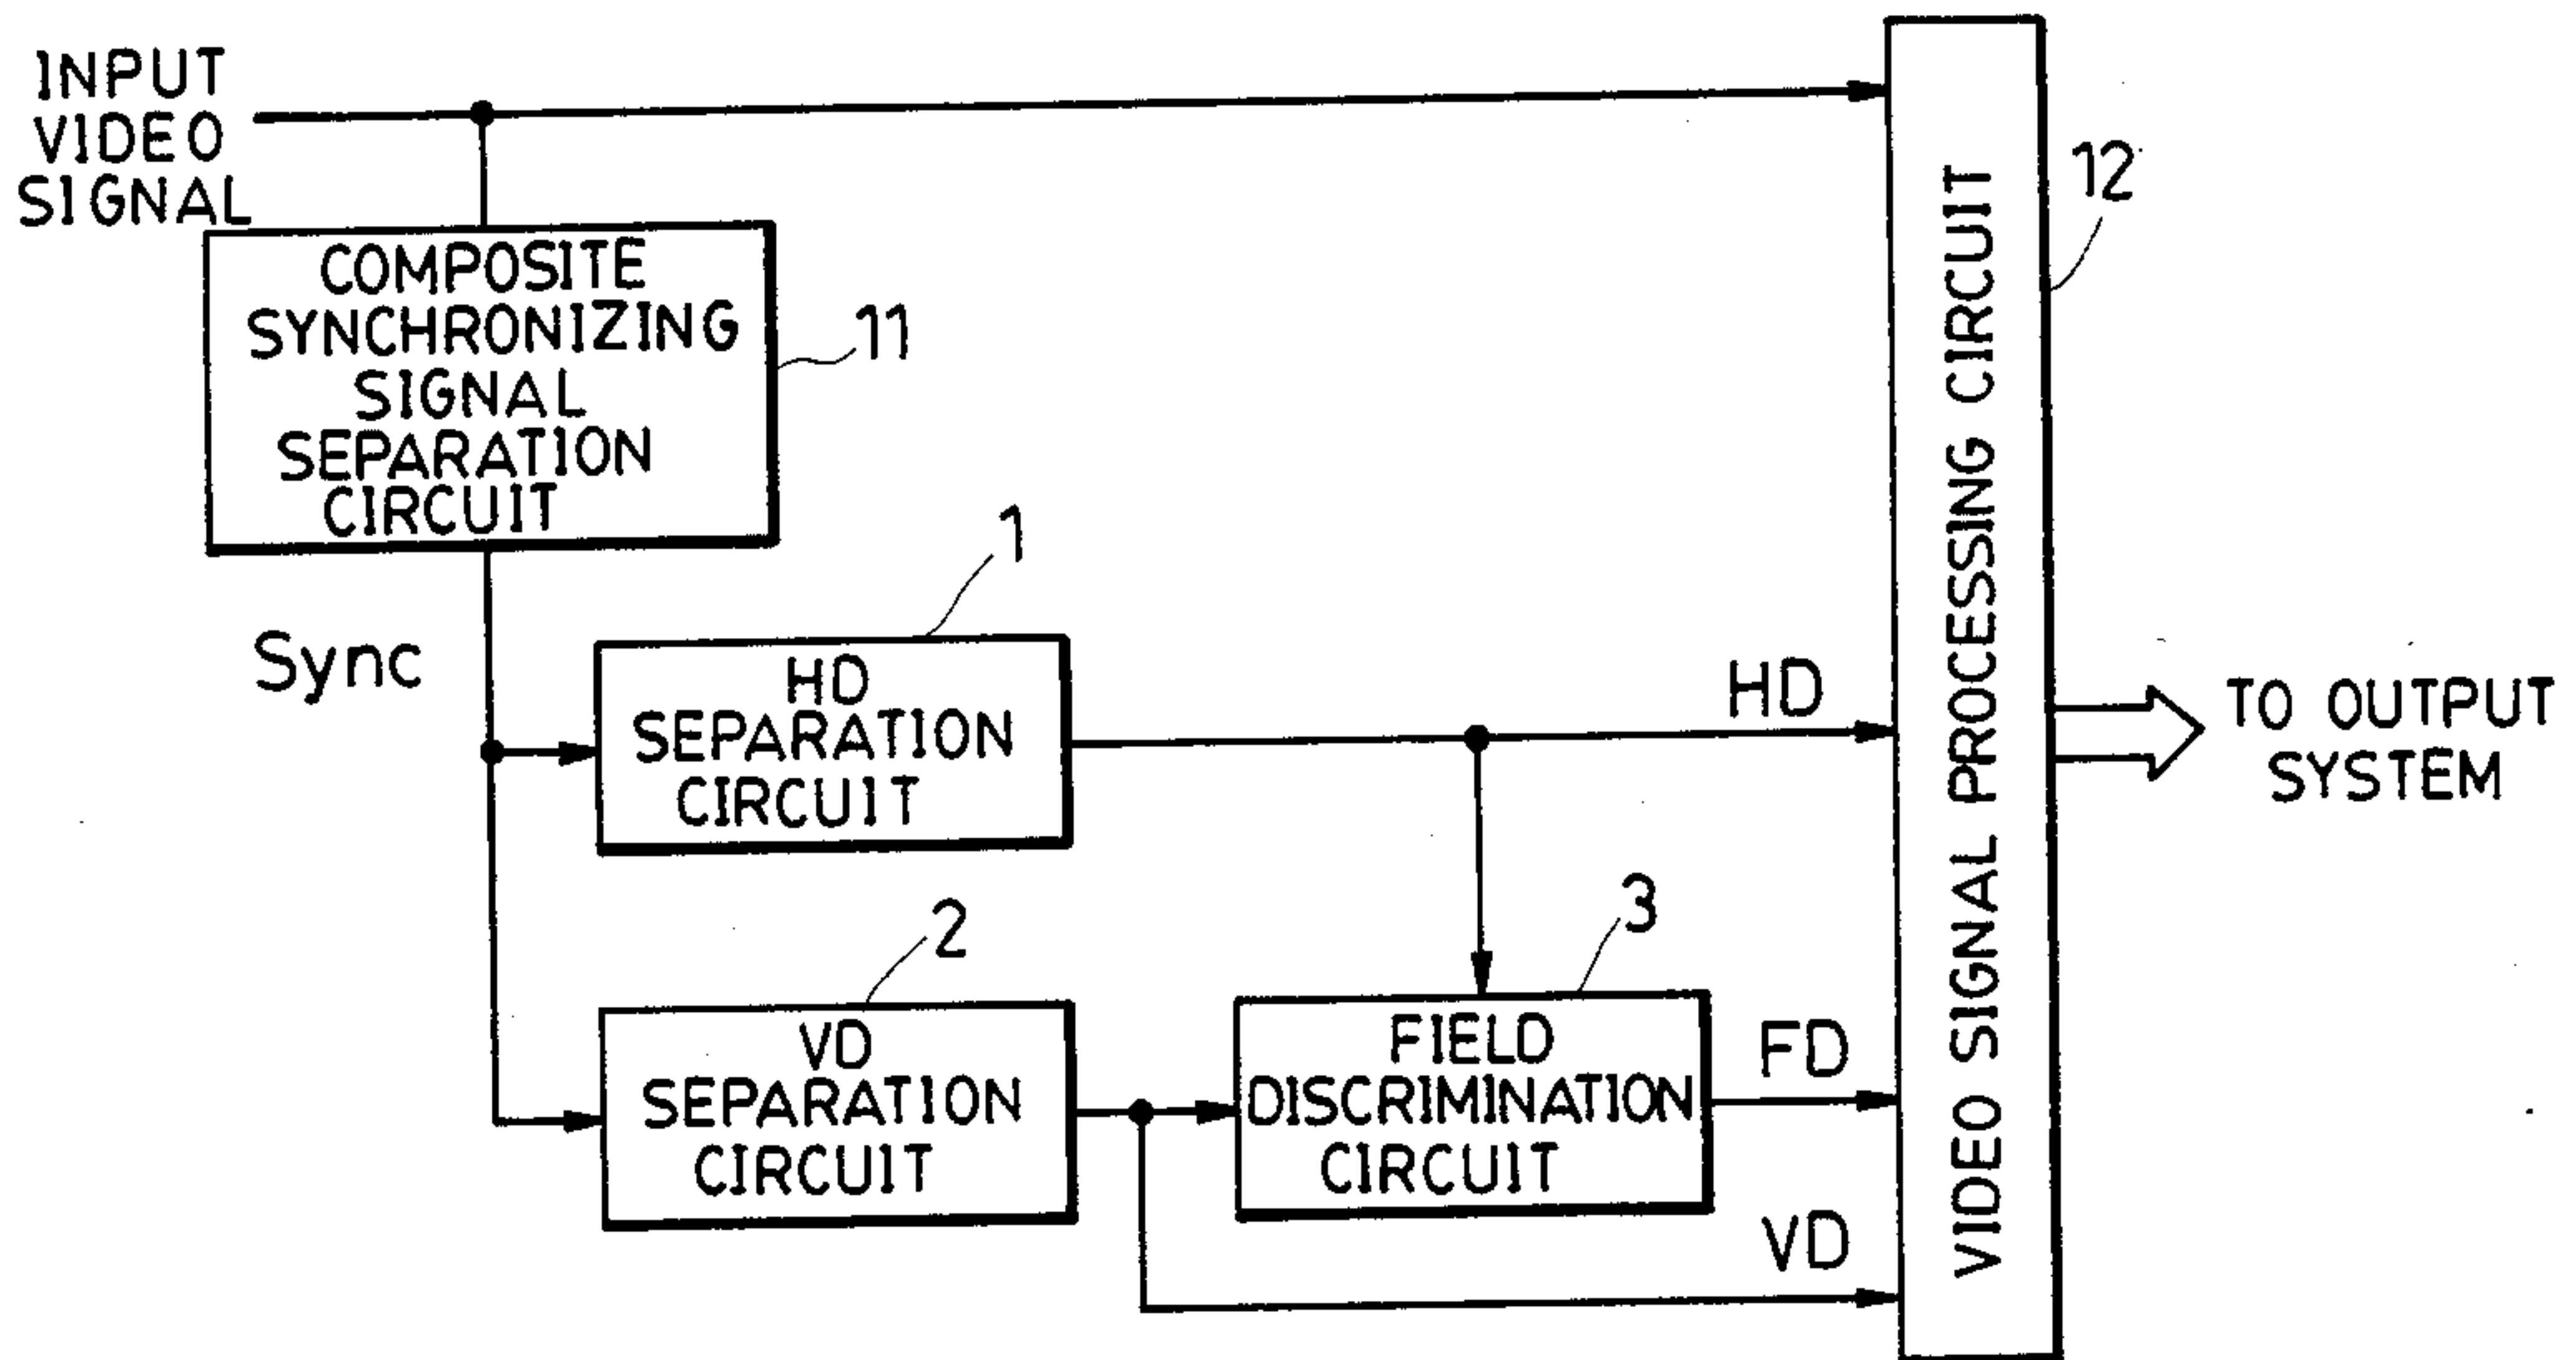 INPUT
VIDEO
SIGNAL
COMPOSITE
SYNCHRONIZING
SIGNAL
SEPARATION
CIRCUIT
11
12
VIDEO SIGNAL PROCESSING CIRCUIT
Sync
1
HD
SEPARATION
CIRCUIT
HD
TO OUTPUT
SYSTEM
2
VD
SEPARATION
CIRCUIT
3
FIELD
DISCRIMINATION
CIRCUIT
FD
VD